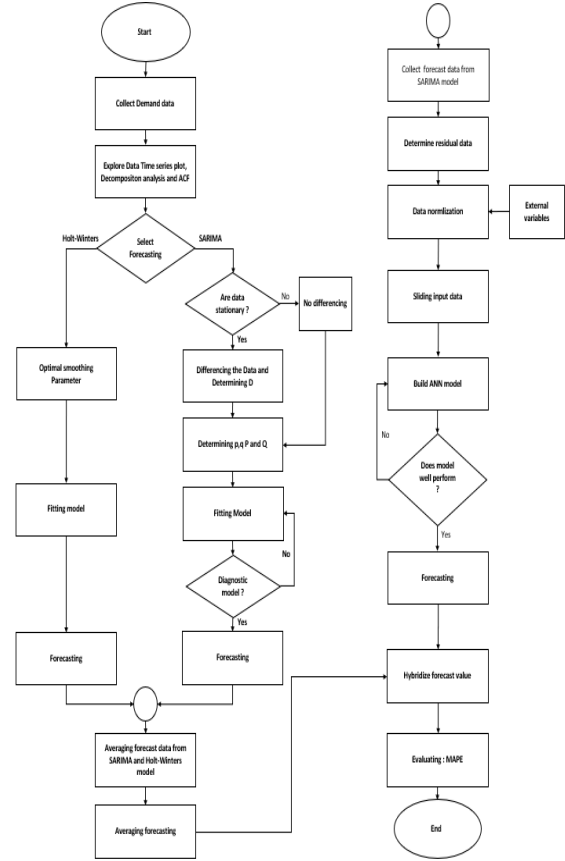 Start
Collect Demand data
Explore Data Time series plot,
Decompositon analysis and ACF
Select
Forecasting
Holt-Winters
SARIMA
Are data
stationary ?
No
No differencing
Yes
Optimal smoothing
Parameter
Differencing the Data and
Determining D
Determining p,q P and Q
Fitting model
Fitting Model
No
Diagnostic
model ?
Yes
Forecasting
Forecasting
Averaging forecast data from
SARIMA and Holt-Winters
model
Averaging forecasting
Collect forecast data from
SARIMA model
Determine residual data
Data normlization
External
variables
Sliding input data
Build ANN model
No
Does model
well perform
?
Yes
Forecasting
Hybridize forecast value
Evaluating : MAPE
End